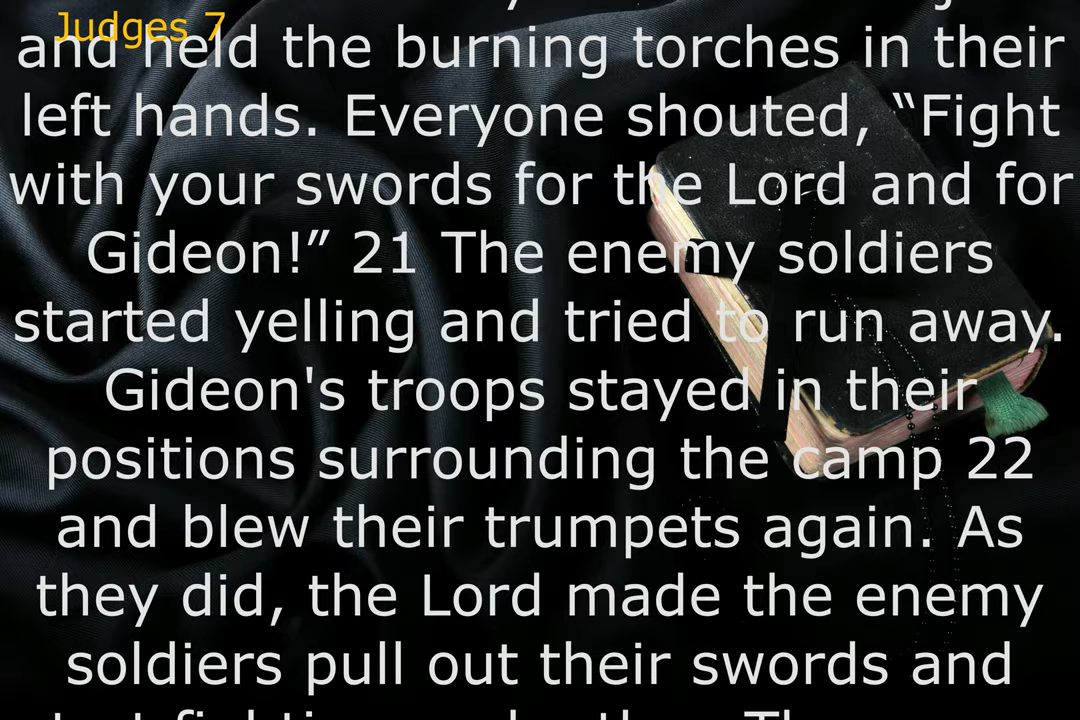 Judges 7
and held the burning torches in their
left hands. Everyone shouted, “Fight
with your swords for the Lord and for
Gideon!” 21 The enemy soldiers
started yelling and tried to run away.
Gideon's troops stayed in their
positions surrounding the camp 22
and blew their trumpets again. As
they did, the Lord made the enemy
soldiers pull out their swords and